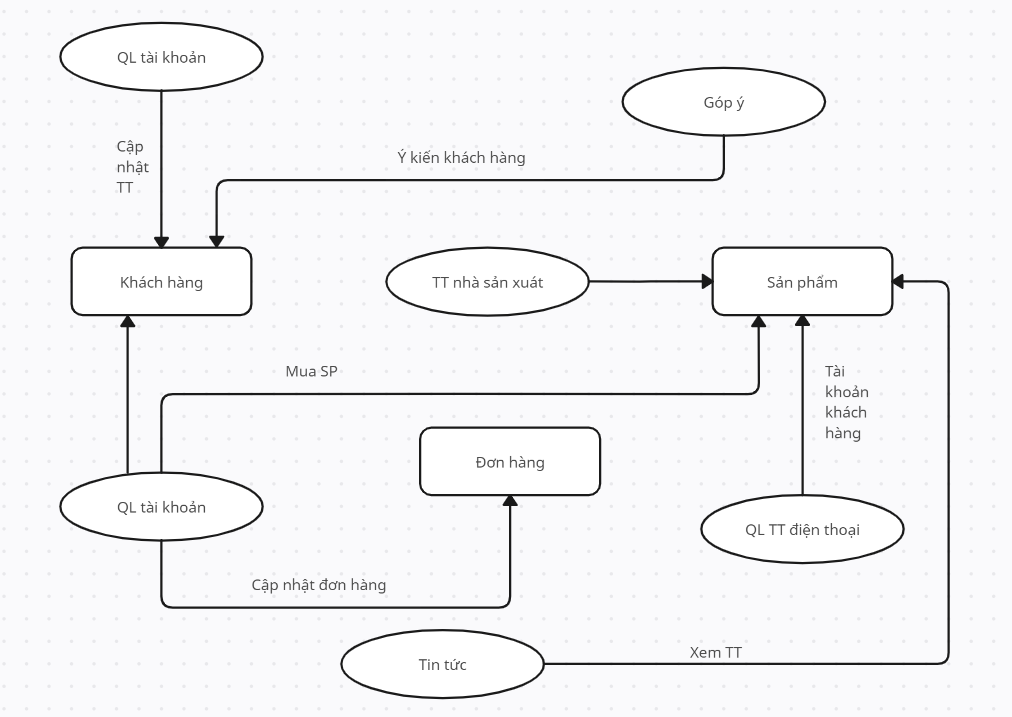 QL tài khoản
Góp ý
Cập
nhật
TT
Ý kiến khách hàng
Khách hàng
TT nhà sản xuát
Sản phẩm
Mua SP
Tài
khoản
khách
hàng
Đơn hàng
QL tài khoản
QL TT điện thoại
Cập nhật đơn hàng
Xem TT
Tin tức